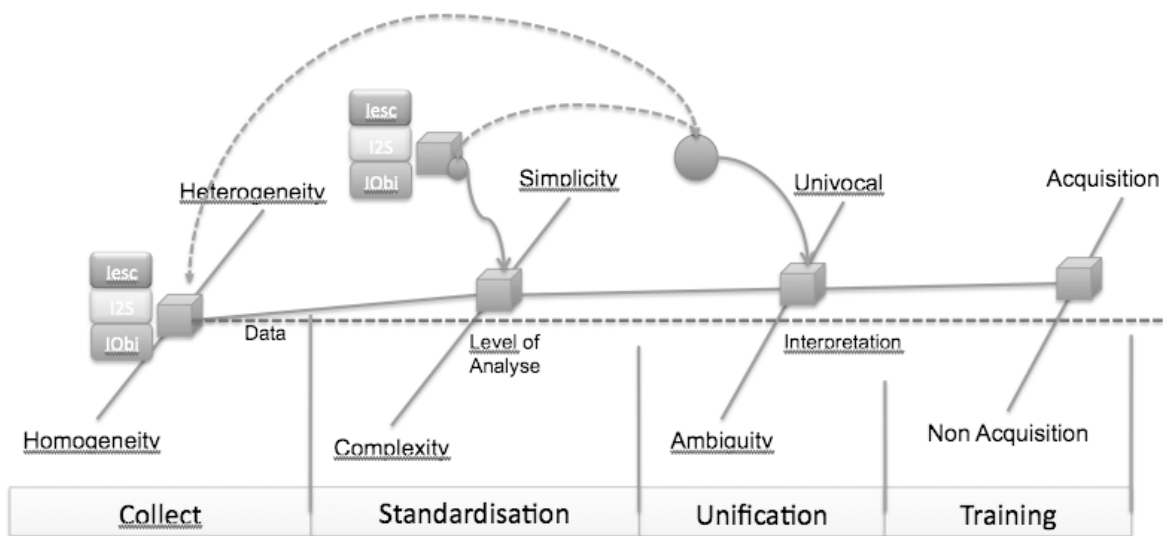 Iesc
I2S
IObi
Simplicity
Univocal
Acquisition
Heterogeneity
Iesc
I2S
IObi
Data
Level of
Analyse
Interpretation
Homogeneity
Complexity
Ambiguity
Non Acquisition
Collect
Standardisation
Unification
Training